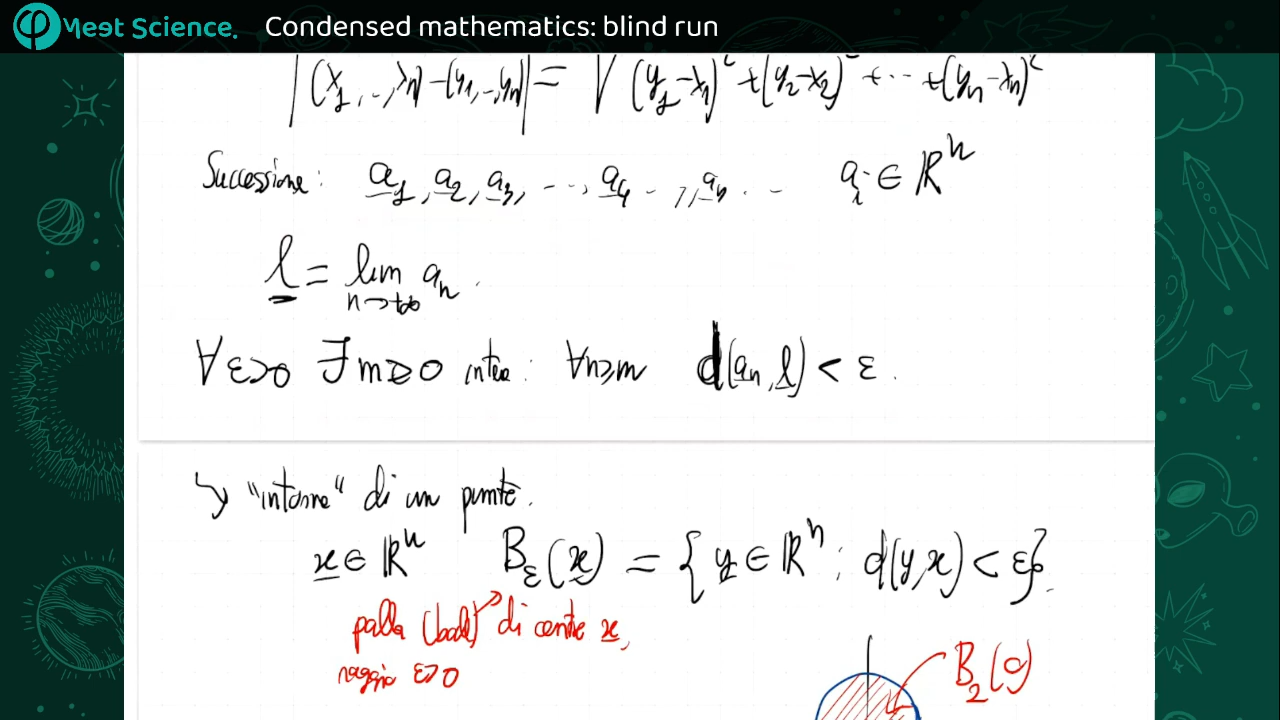 Meet Science.
Condensed mathematics: blind run
|(x₁,..,xₙ)-(y₁,..,yₙ)| = √(y₁-x₁)²+(y₂-x₂)²+...+(yₙ-xₙ)²
Successione: a₁, a₂, a₃, ..., a₄ ..., aₙ ... aᵢ ∈ ℝⁿ
l = lim aₙ.
n→+∞
∀ε>0 ∃m≥0 intero: ∀n≥m d(aₙ, l) < ε.
↳ "intorno" di un punto.
x ∈ ℝⁿ B_ε(x) = {y ∈ ℝⁿ: d(y,x) < ε}.
palla (ball) di centro x,
raggio ε>0
B₂(0)